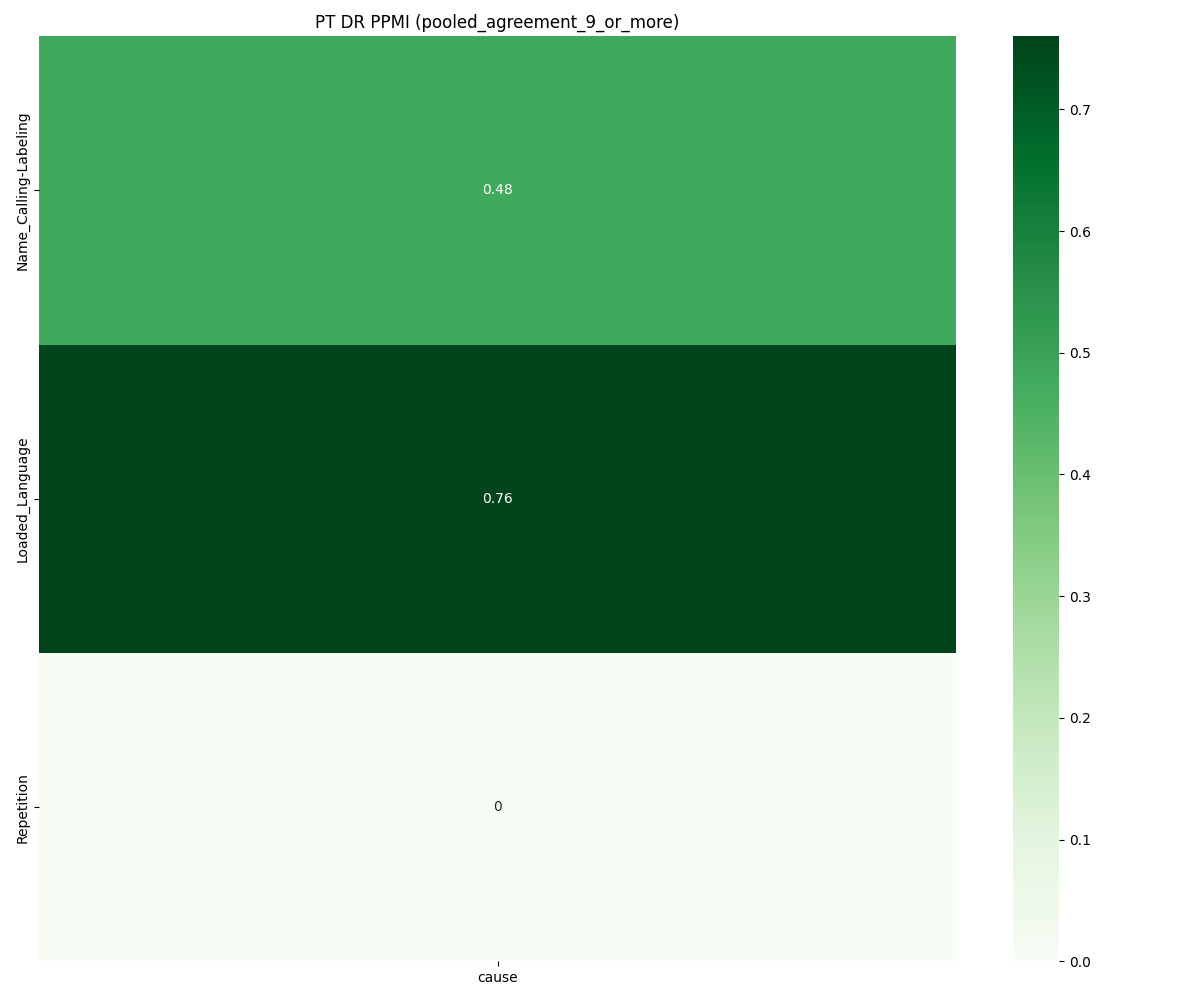 PT DR PPMI (pooled_agreement_9_or_more)
Name_Calling-Labeling
0.48
Loaded_Language
0.76
Repetition
0
cause
0.7
0.6
0.5
0.4
0.3
0.2
0.1
0.0